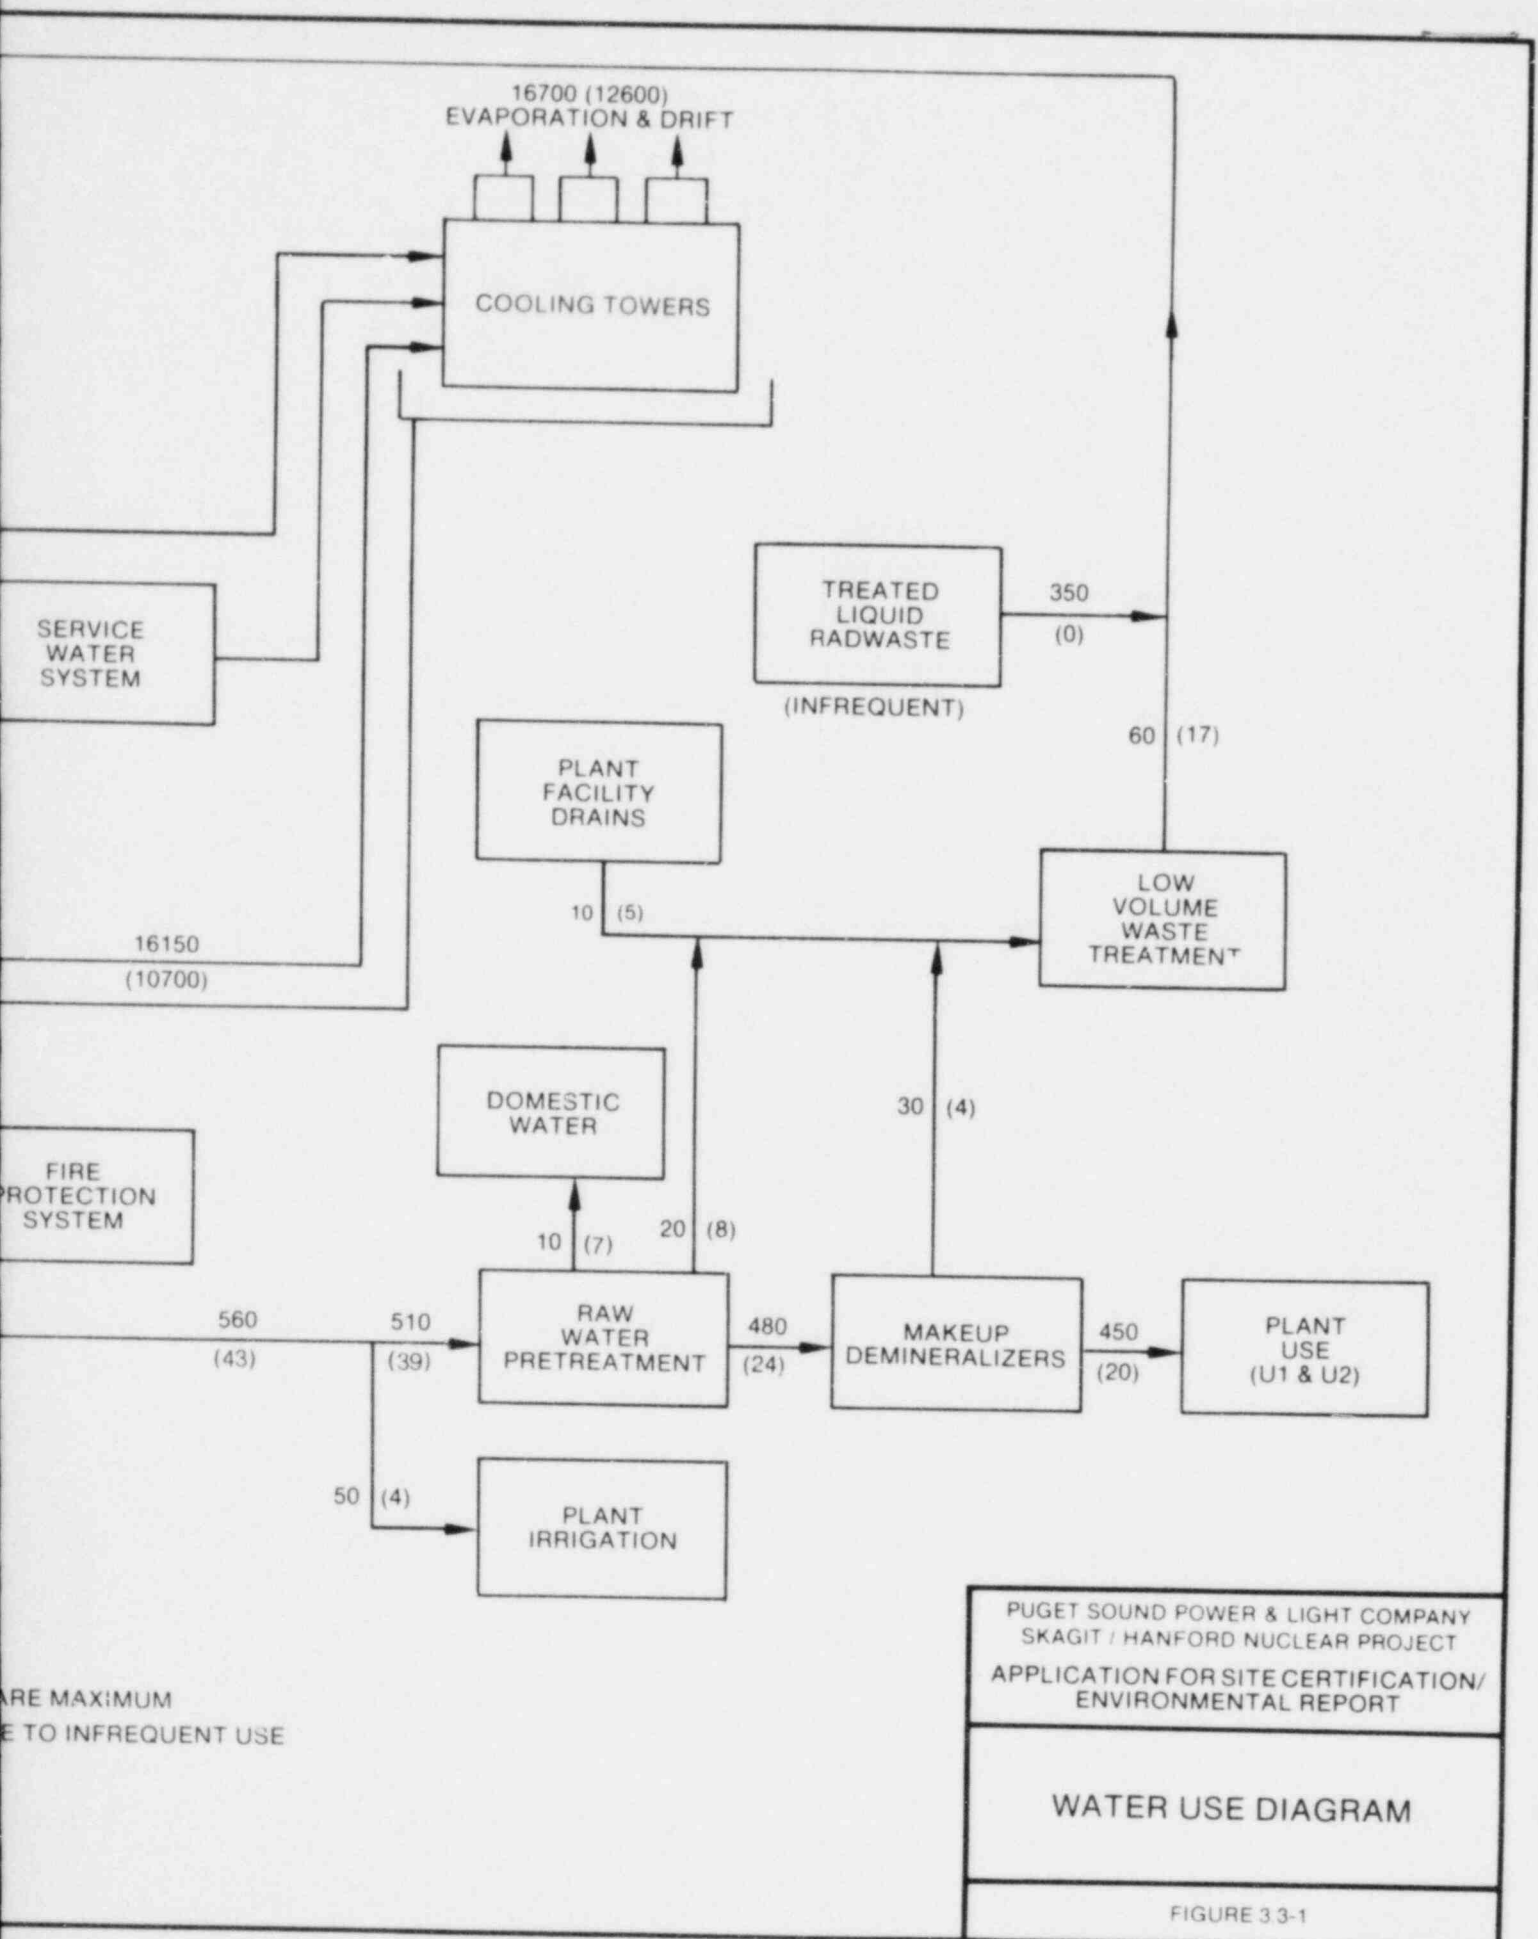 16700 (12600)
EVAPORATION & DRIFT
COOLING TOWERS
SERVICE
WATER
SYSTEM
TREATED
LIQUID
RADWASTE
(INFREQUENT)
350
(0)
60 (17)
PLANT
FACILITY
DRAINS
10 (5)
LOW
VOLUME
WASTE
TREATMENT
16150
(10700)
DOMESTIC
WATER
30 (4)
FIRE
PROTECTION
SYSTEM
10 (7)
20 (8)
560
(43)
510
(39)
RAW
WATER
PRETREATMENT
480
(24)
MAKEUP
DEMINERALIZERS
450
(20)
PLANT
USE
(U1 & U2)
50 (4)
PLANT
IRRIGATION
ARE MAXIMUM
E TO INFREQUENT USE
PUGET SOUND POWER & LIGHT COMPANY
SKAGIT / HANFORD NUCLEAR PROJECT
APPLICATION FOR SITE CERTIFICATION/
ENVIRONMENTAL REPORT
WATER USE DIAGRAM
FIGURE 3.3-1